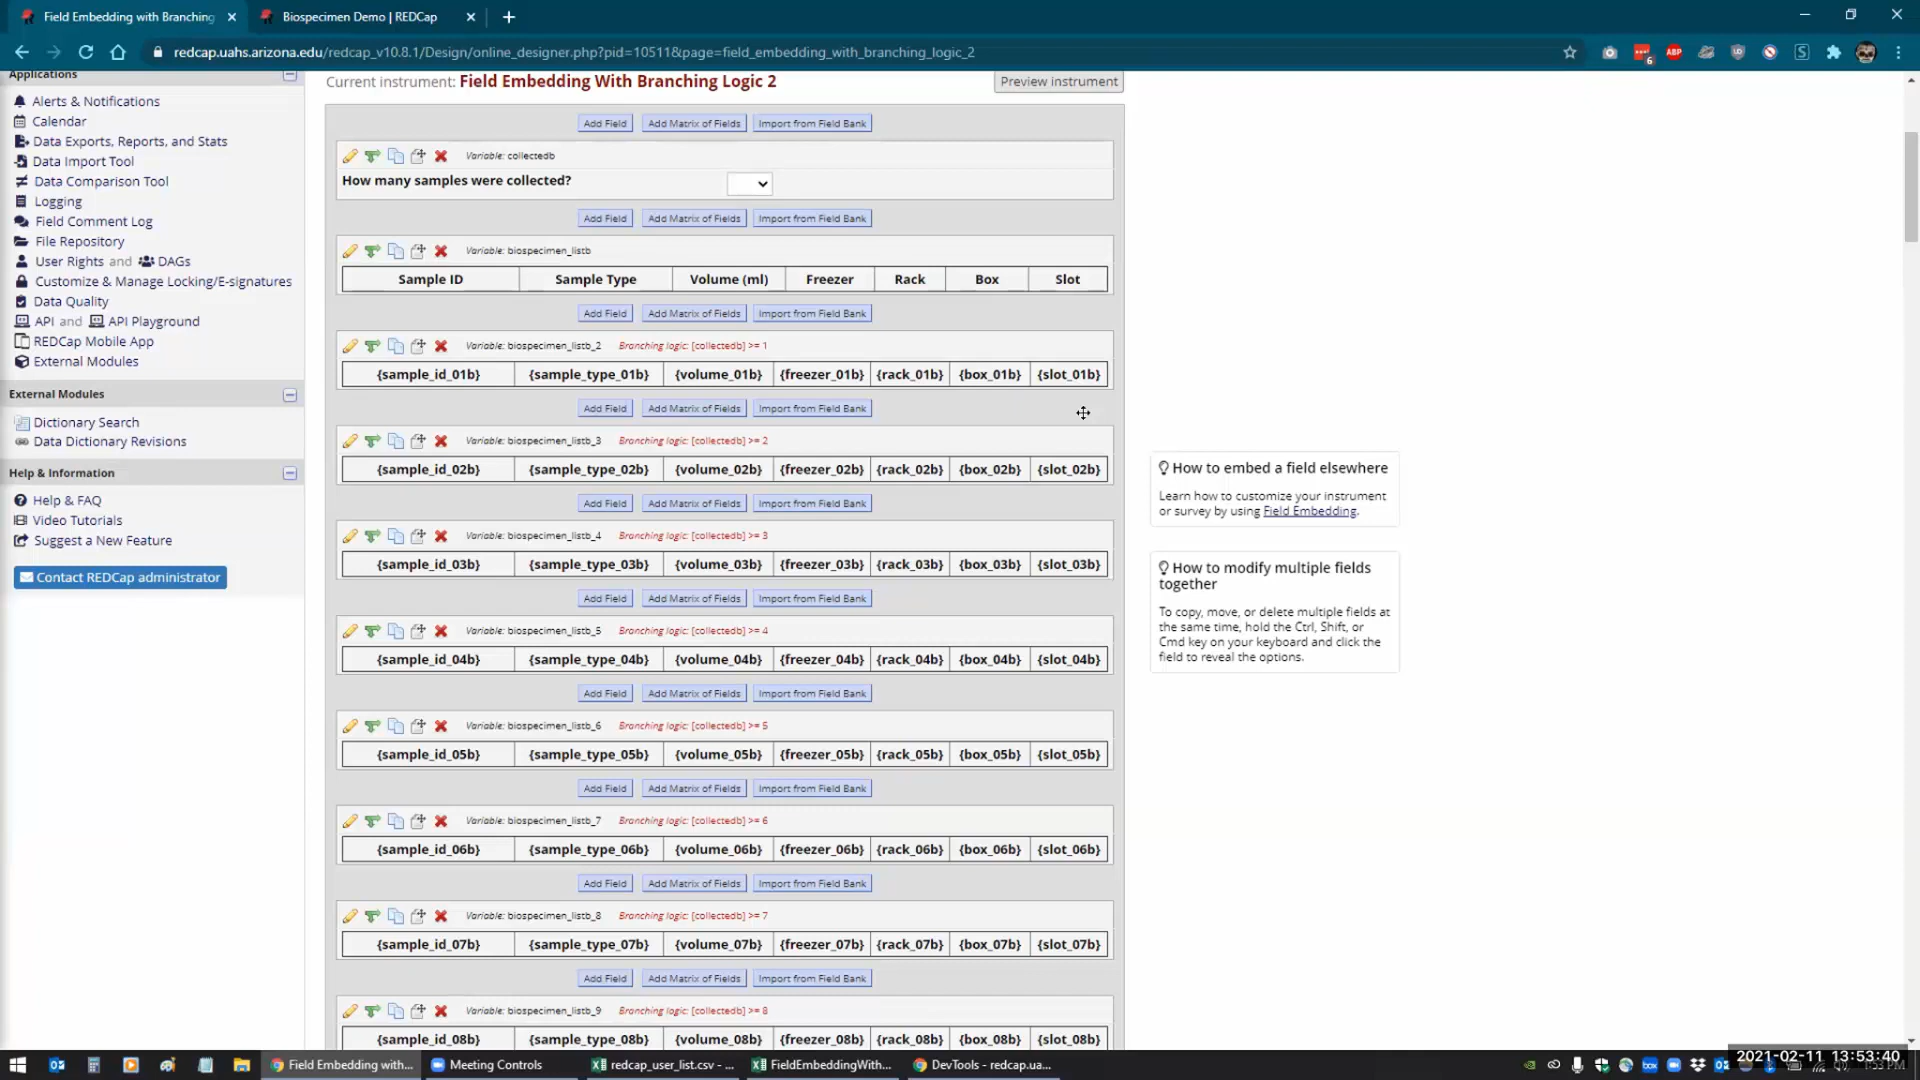 Field Embedding with Branching
Biospecimen Demo | REDCap
redcap.uahs.arizona.edu/redcap_v10.8.1/Design/online_designer.php?pid=10511&page=field_embedding_with_branching_logic_2
6
ABP
Applications
Alerts & Notifications
Calendar
Data Exports, Reports, and Stats
Data Import Tool
Data Comparison Tool
Logging
Field Comment Log
File Repository
User Rights and DAGs
Customize & Manage Locking/E-signatures
Data Quality
API and API Playground
REDCap Mobile App
External Modules
External Modules
Dictionary Search
Data Dictionary Revisions
Help & Information
Help & FAQ
Video Tutorials
Suggest a New Feature
Contact REDCap administrator
Current instrument: Field Embedding With Branching Logic 2
Preview instrument
Add Field Add Matrix of Fields Import from Field Bank
Variable: collectedb
How many samples were collected?
Add Field Add Matrix of Fields Import from Field Bank
Variable: biospecimen_listb
Sample ID Sample Type Volume (ml) Freezer Rack Box Slot
Add Field Add Matrix of Fields Import from Field Bank
Variable: biospecimen_listb_2 Branching logic: [collectedb] >= 1
{sample_id_01b} {sample_type_01b} {volume_01b} {freezer_01b} {rack_01b} {box_01b} {slot_01b}
Add Field Add Matrix of Fields Import from Field Bank
Variable: biospecimen_listb_3 Branching logic: [collectedb] >= 2
{sample_id_02b} {sample_type_02b} {volume_02b} {freezer_02b} {rack_02b} {box_02b} {slot_02b}
Add Field Add Matrix of Fields Import from Field Bank
Variable: biospecimen_listb_4 Branching logic: [collectedb] >= 3
{sample_id_03b} {sample_type_03b} {volume_03b} {freezer_03b} {rack_03b} {box_03b} {slot_03b}
Add Field Add Matrix of Fields Import from Field Bank
Variable: biospecimen_listb_5 Branching logic: [collectedb] >= 4
{sample_id_04b} {sample_type_04b} {volume_04b} {freezer_04b} {rack_04b} {box_04b} {slot_04b}
Add Field Add Matrix of Fields Import from Field Bank
Variable: biospecimen_listb_6 Branching logic: [collectedb] >= 5
{sample_id_05b} {sample_type_05b} {volume_05b} {freezer_05b} {rack_05b} {box_05b} {slot_05b}
Add Field Add Matrix of Fields Import from Field Bank
Variable: biospecimen_listb_7 Branching logic: [collectedb] >= 6
{sample_id_06b} {sample_type_06b} {volume_06b} {freezer_06b} {rack_06b} {box_06b} {slot_06b}
Add Field Add Matrix of Fields Import from Field Bank
Variable: biospecimen_listb_8 Branching logic: [collectedb] >= 7
{sample_id_07b} {sample_type_07b} {volume_07b} {freezer_07b} {rack_07b} {box_07b} {slot_07b}
Add Field Add Matrix of Fields Import from Field Bank
Variable: biospecimen_listb_9 Branching logic: [collectedb] >= 8
{sample_id_08b} {sample_type_08b} {volume_08b} {freezer_08b} {rack_08b} {box_08b} {slot_08b}
How to embed a field elsewhere
Learn how to customize your instrument
or survey by using Field Embedding.
How to modify multiple fields
together
To copy, move, or delete multiple fields at
the same time, hold the Ctrl, Shift, or
Cmd key on your keyboard and click the
field to reveal the options.
Field Embedding with...
Meeting Controls
redcap_user_list.csv - ...
FieldEmbeddingWith...
DevTools - redcap.ua...
2021-02-11 13:53:40